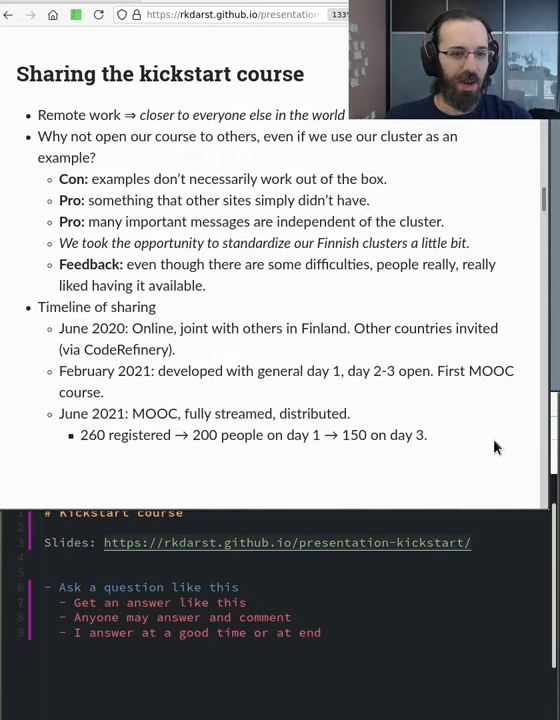 https://rkdarst.github.io/presentation-
133%
Sharing the kickstart course
• Remote work ⇒ closer to everyone else in the world
• Why not open our course to others, even if we use our cluster as an
example?
◦ Con: examples don't necessarily work out of the box.
◦ Pro: something that other sites simply didn't have.
◦ Pro: many important messages are independent of the cluster.
◦ We took the opportunity to standardize our Finnish clusters a little bit.
◦ Feedback: even though there are some difficulties, people really, really
liked having it available.
• Timeline of sharing
◦ June 2020: Online, joint with others in Finland. Other countries invited
(via CodeRefinery).
◦ February 2021: developed with general day 1, day 2-3 open. First MOOC
course.
◦ June 2021: MOOC, fully streamed, distributed.
▪ 260 registered → 200 people on day 1 → 150 on day 3.
1 # Kickstart course
2
3 Slides: https://rkdarst.github.io/presentation-kickstart/
4
5
6 - Ask a question like this
7 - Get an answer like this
8 - Anyone may answer and comment
9 - I answer at a good time or at end